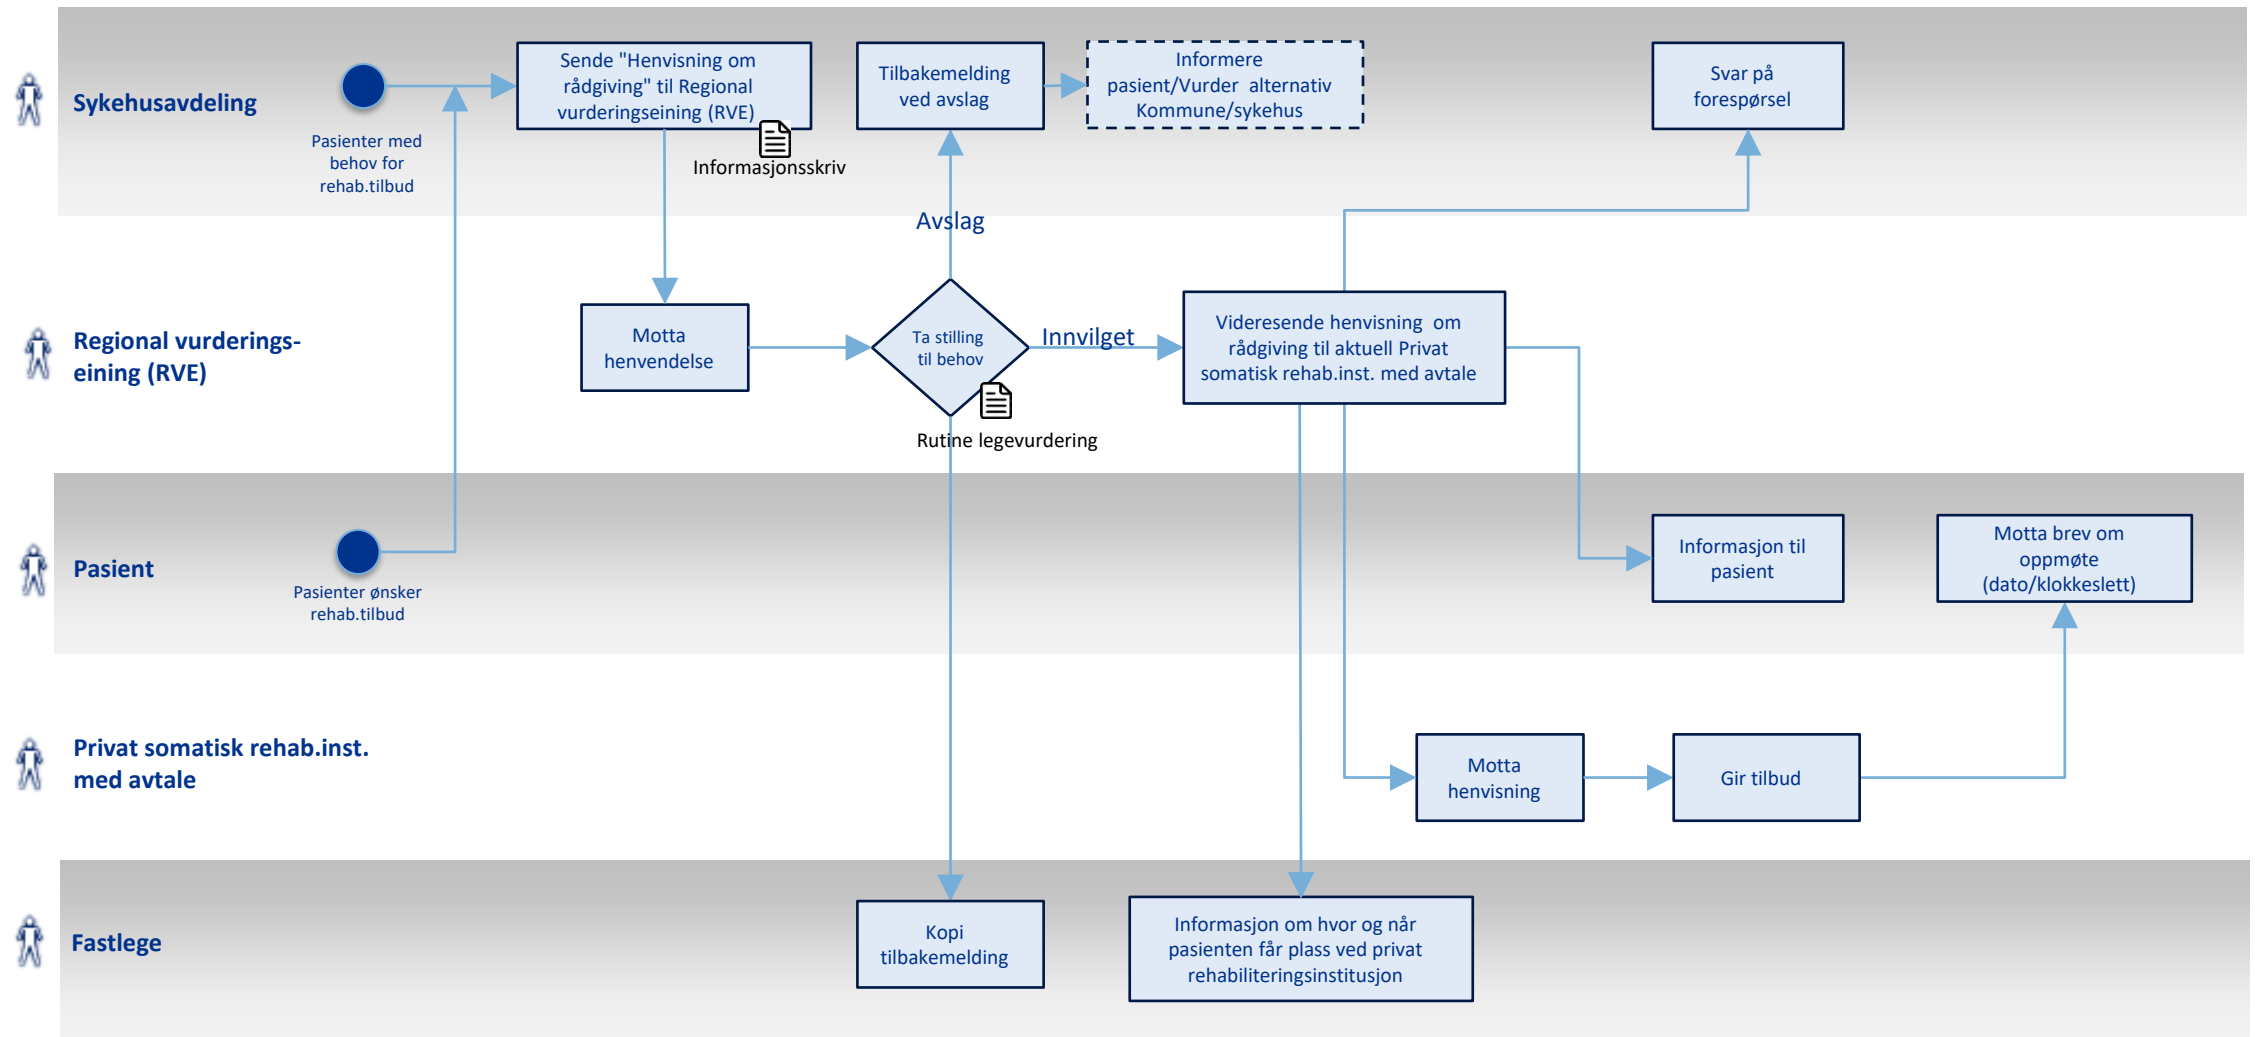 Sykehusavdeling
Pasienter med
behov for
rehab.tilbud
Sende "Henvisning om
rådgiving" til Regional
vurderingseining (RVE)
Informasjonsskriv
Tilbakemelding
ved avslag
Informere
pasient/Vurder alternativ
Kommune/sykehus
Svar på
forespørsel
Avslag
Regional vurderings-
eining (RVE)
Motta
henvendelse
Ta stilling
til behov
Innvilget
Rutine legevurdering
Videresende henvisning om
rådgiving til aktuell Privat
somatisk rehab.inst. med avtale
Pasient
Pasienter ønsker
rehab.tilbud
Informasjon til
pasient
Motta brev om
oppmøte
(dato/klokkeslett)
Privat somatisk rehab.inst.
med avtale
Motta
henvisning
Gir tilbud
Fastlege
Kopi
tilbakemelding
Informasjon om hvor og når
pasienten får plass ved privat
rehabiliteringsinstitusjon